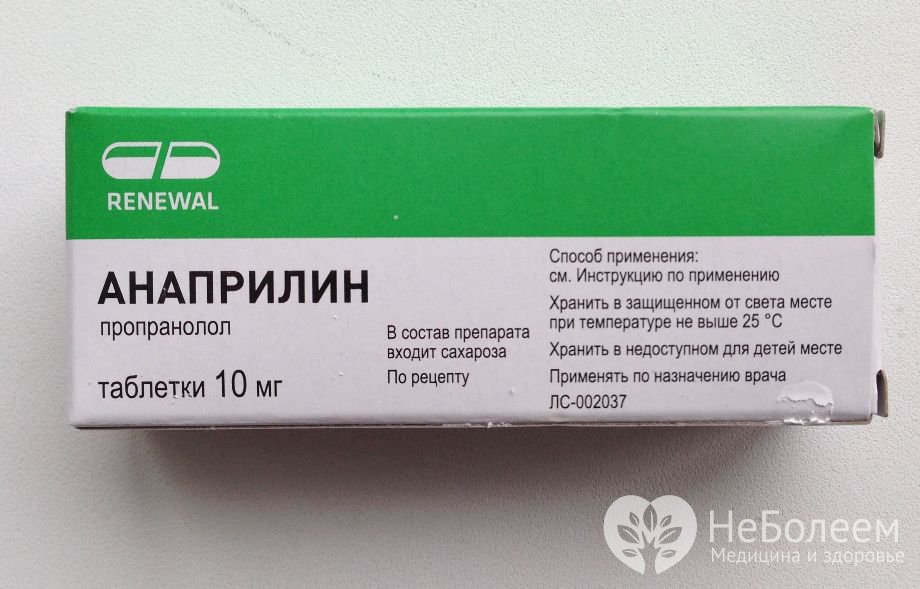 RENEWAL
АНАПРИЛИН
пропранолол
таблетки 10 мг
В состав препарата
входит сахароза
По рецепту
Способ применения:
см. Инструкцию по применению
Хранить в защищенном от света месте
при температуре не выше 25 °С
Хранить в недоступном для детей месте
Применять по назначению врача
ЛС-002037
НеБолеем
Медицина и здоровье